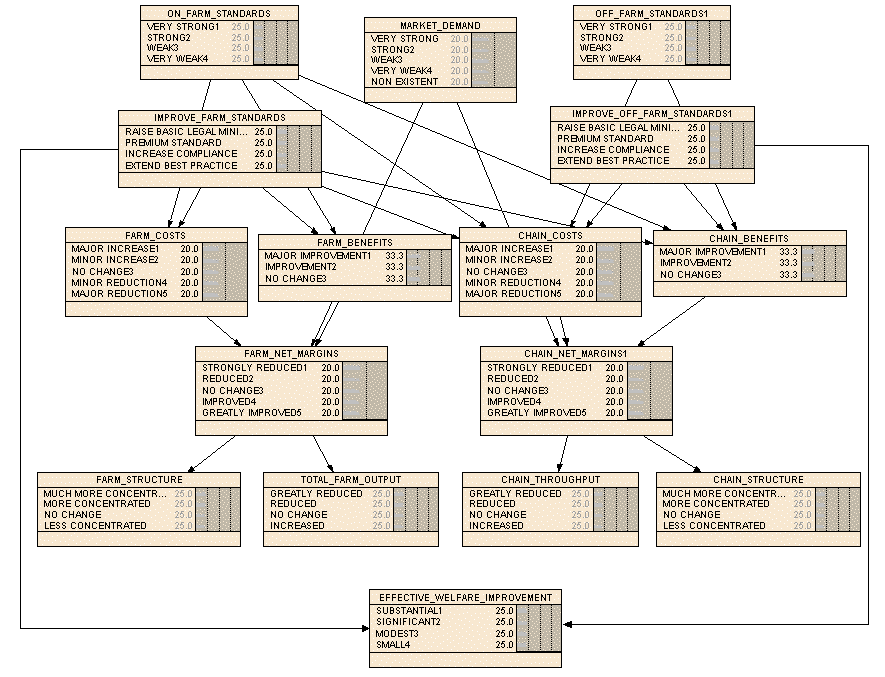 ON_FARM_STANDARDS
VERY STRONG1 25.0
STRONG2 25.0
WEAK3 25.0
VERY WEAK4 25.0
MARKET_DEMAND
VERY STRONG 20.0
STRONG2 20.0
WEAK3 20.0
VERY WEAK4 20.0
NON EXISTENT 20.0
OFF_FARM_STANDARDS1
VERY STRONG1 25.0
STRONG2 25.0
WEAK3 25.0
VERY WEAK4 25.0
IMPROVE_FARM_STANDARDS
RAISE BASIC LEGAL MINI... 25.0
PREMIUM STANDARD 25.0
INCREASE COMPLIANCE 25.0
EXTEND BEST PRACTICE 25.0
IMPROVE_OFF_FARM_STANDARDS1
RAISE BASIC LEGAL MINI... 25.0
PREMIUM STANDARD 25.0
INCREASE COMPLIANCE 25.0
EXTEND BEST PRACTICE 25.0
FARM_COSTS
MAJOR INCREASE1 20.0
MINOR INCREASE2 20.0
NO CHANGE3 20.0
MINOR REDUCTION4 20.0
MAJOR REDUCTION5 20.0
FARM_BENEFITS
MAJOR IMPROVEMENT1 33.3
IMPROVEMENT2 33.3
NO CHANGE3 33.3
CHAIN_COSTS
MAJOR INCREASE1 20.0
MINOR INCREASE2 20.0
NO CHANGE3 20.0
MINOR REDUCTION4 20.0
MAJOR REDUCTION5 20.0
CHAIN_BENEFITS
MAJOR IMPROVEMENT1 33.3
IMPROVEMENT2 33.3
NO CHANGE3 33.3
FARM_NET_MARGINS
STRONGLY REDUCED1 20.0
REDUCED2 20.0
NO CHANGE3 20.0
IMPROVED4 20.0
GREATLY IMPROVED5 20.0
CHAIN_NET_MARGINS1
STRONGLY REDUCED1 20.0
REDUCED2 20.0
NO CHANGE3 20.0
IMPROVED4 20.0
GREATLY IMPROVED5 20.0
FARM_STRUCTURE
MUCH MORE CONCENTR... 25.0
MORE CONCENTRATED 25.0
NO CHANGE 25.0
LESS CONCENTRATED 25.0
TOTAL_FARM_OUTPUT
GREATLY REDUCED 25.0
REDUCED 25.0
NO CHANGE 25.0
INCREASED 25.0
CHAIN_THROUGHPUT
GREATLY REDUCED 25.0
REDUCED 25.0
NO CHANGE 25.0
INCREASED 25.0
CHAIN_STRUCTURE
MUCH MORE CONCENTR... 25.0
MORE CONCENTRATED 25.0
NO CHANGE 25.0
LESS CONCENTRATED 25.0
EFFECTIVE_WELFARE_IMPROVEMENT
SUBSTANTIAL1 25.0
SIGNIFICANT2 25.0
MODEST3 25.0
SMALL4 25.0